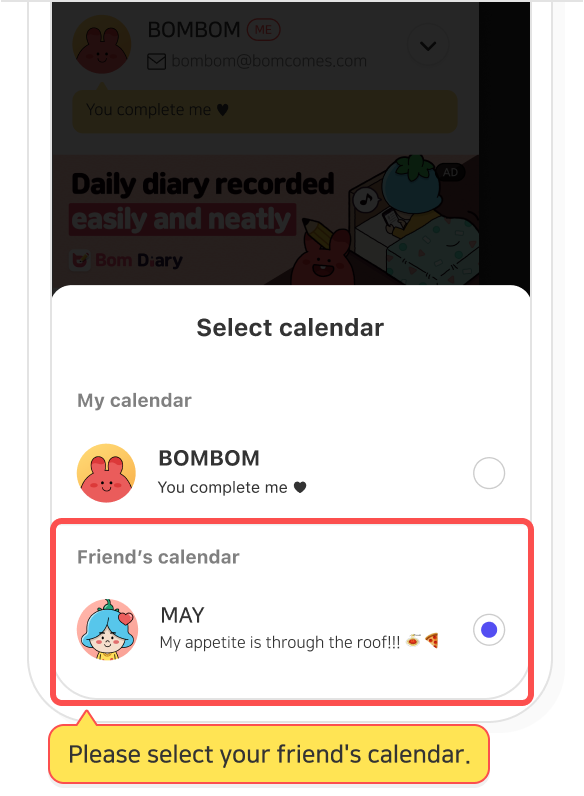 BOMBOM ME
bombom@bomcomes.com
You complete me ♥
AD
Daily diary recorded
easily and neatly
Bom Diary
Select calendar
My calendar
BOMBOM
You complete me ♥
Friend's calendar
MAY
My appetite is through the roof!!! 🍝🍕
Please select your friend's calendar.